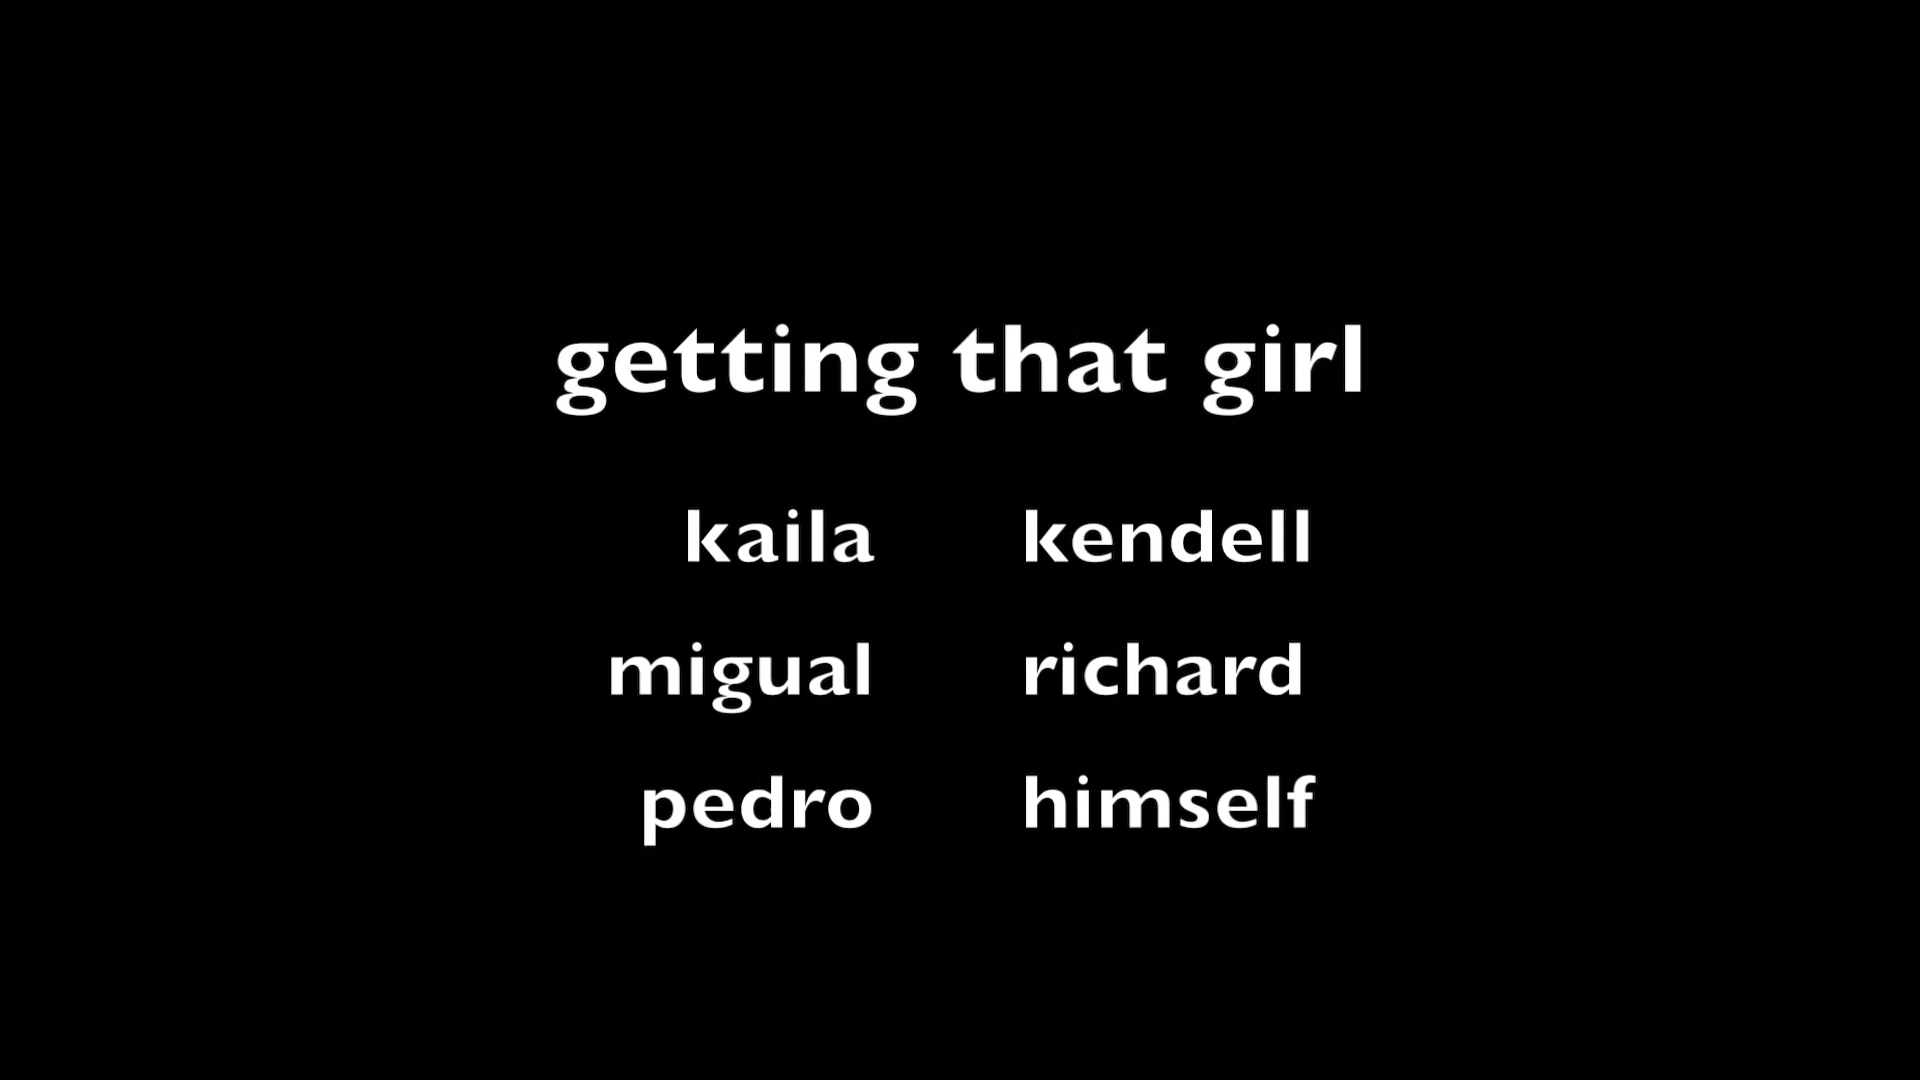 getting that girl
kaila kendell
migual richard
pedro himself